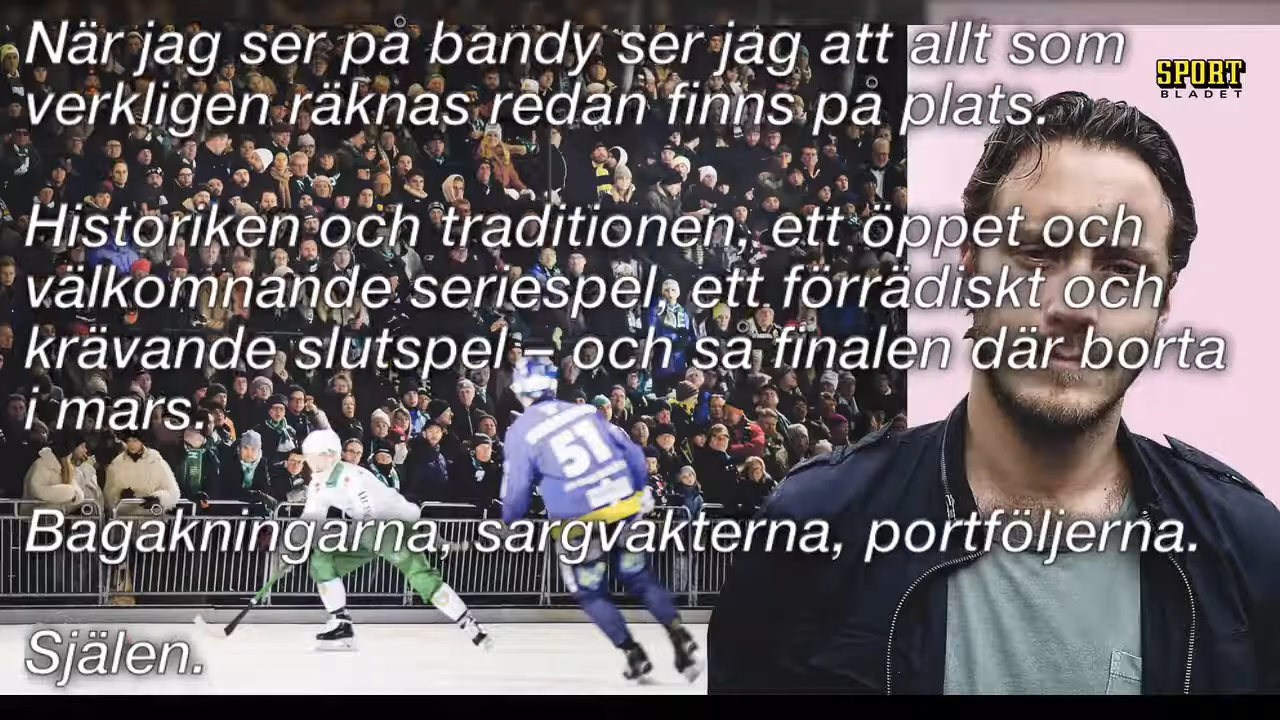 När jag ser på bandy ser jag att allt som
verkligen räknas redan finns på plats.
Historiken och traditionen, ett öppet och
välkomnande seriespel, ett förrädiskt och
krävande slutspel – och så finalen där borta
i mars.
Bågåkningarna, sargvakterna, portföljerna.
Själen.
SPORT
BLADET
51